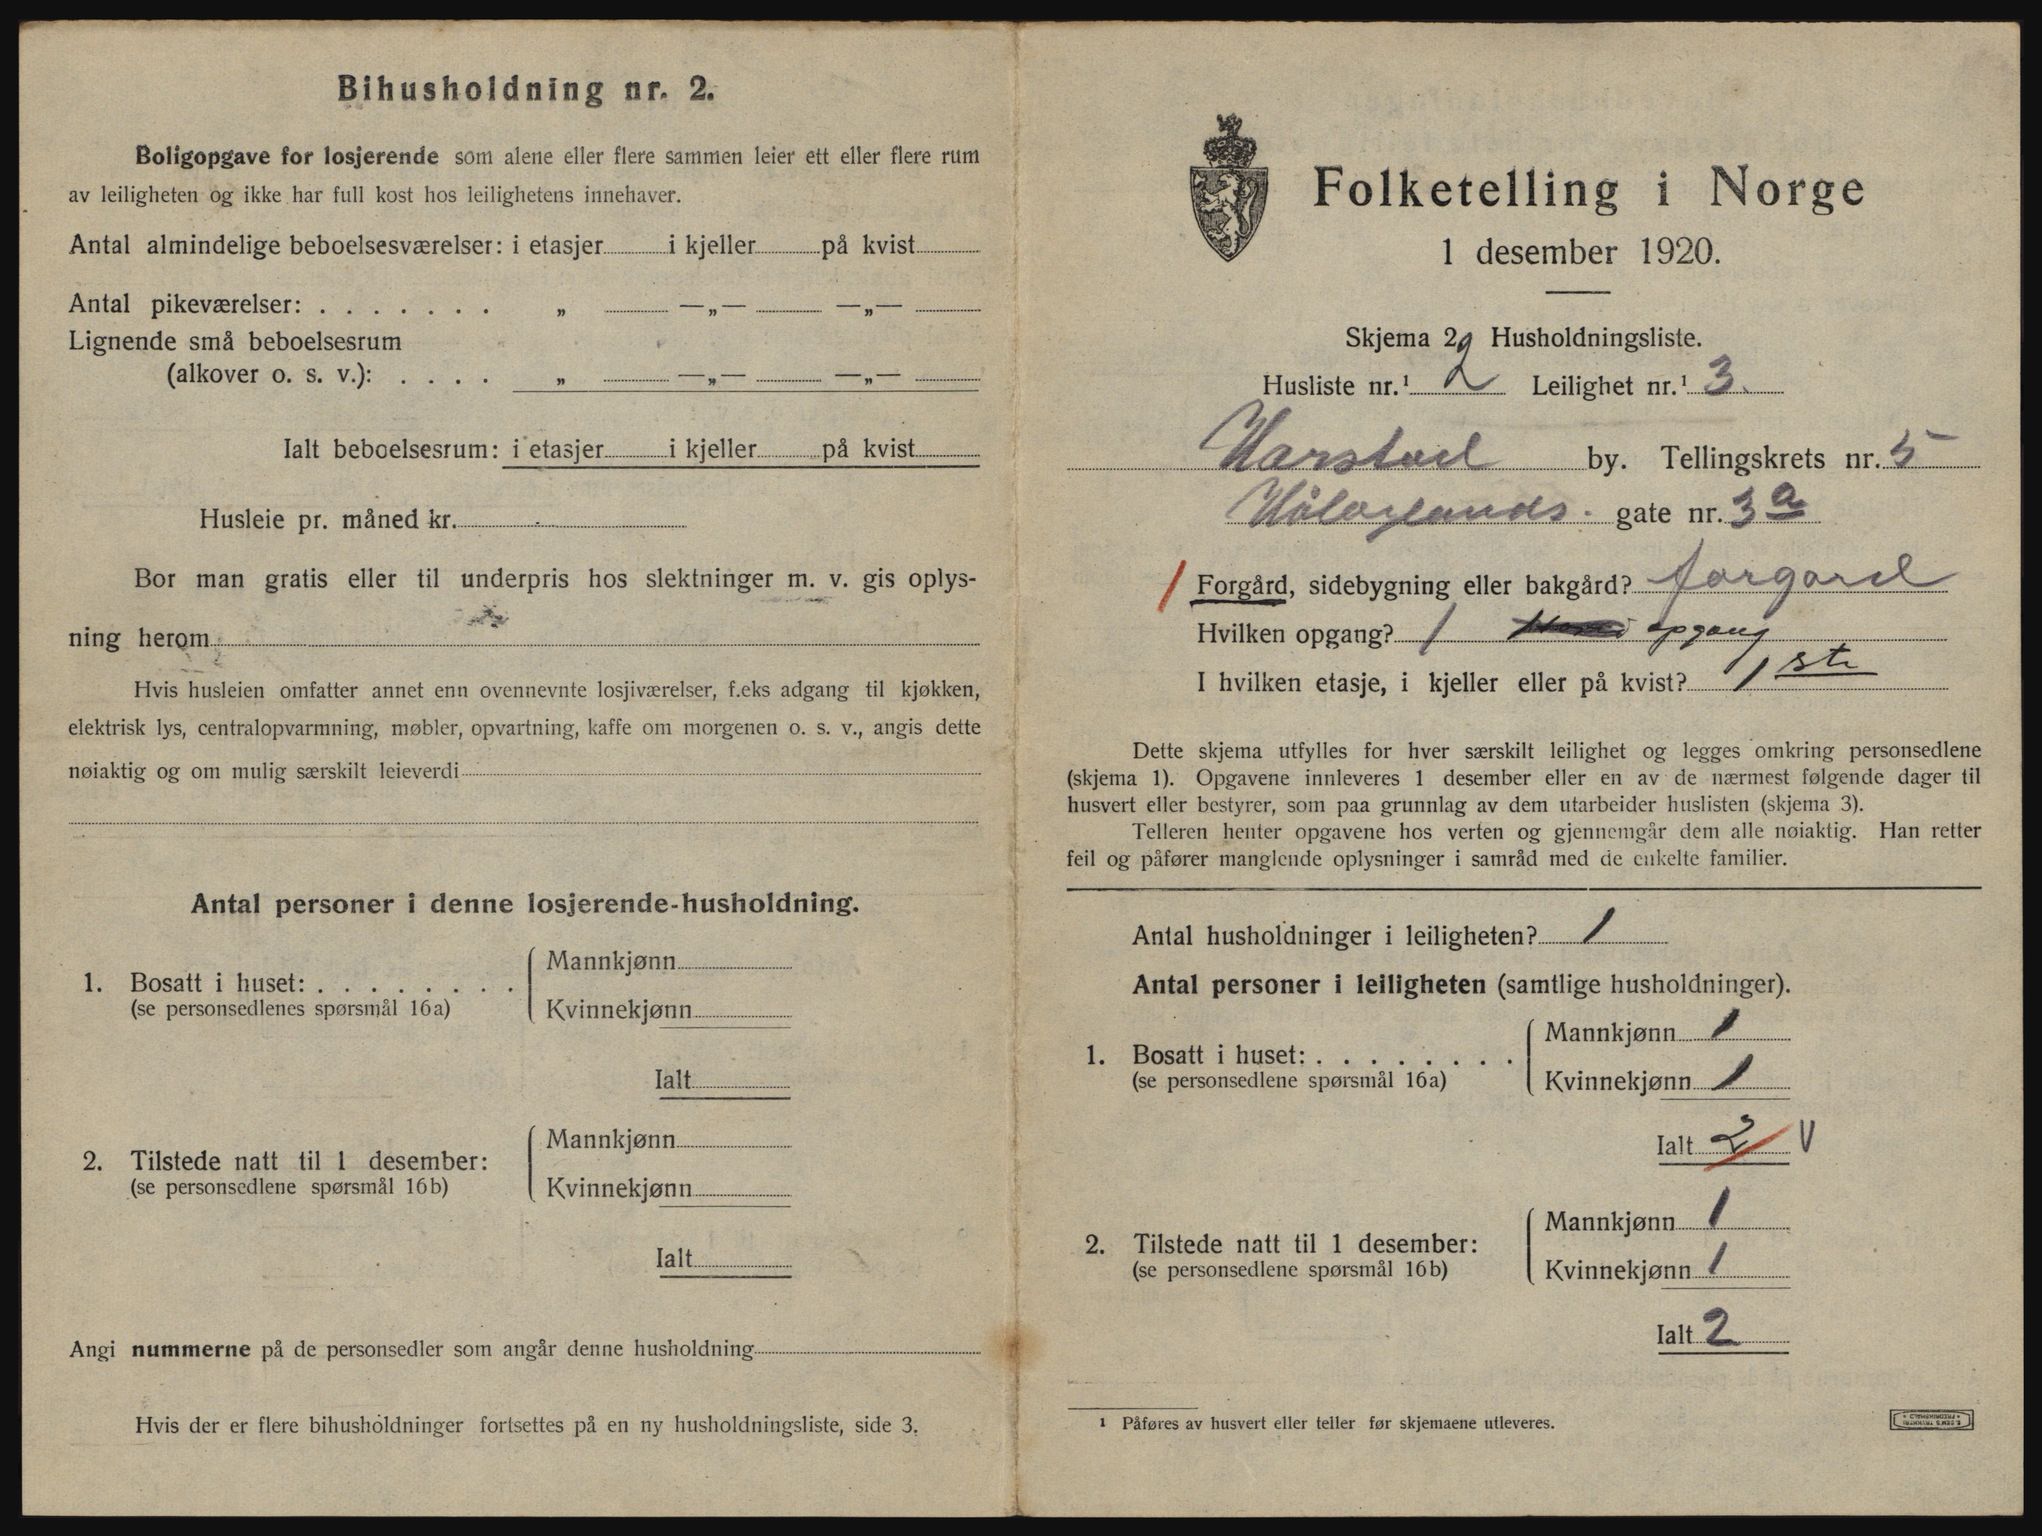 Bihusholdning nr. 2.
Boligopgave for losjerende som alene eller flere sammen leier ett eller flere rum
av leiligheten og ikke har full kost hos leilighetens innehaver.
Antal almindelige beboelsesværelser: i etasjer i kjeller på kvist
Antal pikeværelser: . . . . . . . „ —„— —„—
Lignende små beboelsesrum
(alkover o. s. v.): . . . . „ —„— —„—
Ialt beboelsesrum: i etasjer i kjeller på kvist
Husleie pr. måned kr.
Bor man gratis eller til underpris hos slektninger m. v. gis oplys-
ning herom
Hvis husleien omfatter annet enn ovennevnte losjiværelser, f.eks adgang til kjøkken,
elektrisk lys, centralopvarmning, møbler, opvartning, kaffe om morgenen o. s. v., angis dette
nøiaktig og om mulig særskilt leieverdi
Antal personer i denne losjerende-husholdning.
1. Bosatt i huset: . . . . . . . .
(se personsedlenes spørsmål 16a)
Mannkjønn
Kvinnekjønn
Ialt
2. Tilstede natt til 1 desember:
(se personsedlene spørsmål 16b)
Mannkjønn
Kvinnekjønn
Ialt
Angi nummerne på de personsedler som angår denne husholdning
Hvis der er flere bihusholdninger fortsettes på en ny husholdningsliste, side 3.
Folketelling i Norge
1 desember 1920.
Skjema 2 Husholdningsliste.
Husliste nr.¹ 2 Leilighet nr.¹ 3.
Harstad by. Tellingskrets nr. 5
Hålogalands. gate nr. 3a
1 Forgård, sidebygning eller bakgård? forgard
Hvilken opgang? 1 opgang
I hvilken etasje, i kjeller eller på kvist? 1ste
Dette skjema utfylles for hver særskilt leilighet og legges omkring personsedlene
(skjema 1). Opgavene innleveres 1 desember eller en av de nærmest følgende dager til
husvert eller bestyrer, som paa grunnlag av dem utarbeider huslisten (skjema 3).
Telleren henter opgavene hos verten og gjennemgår dem alle nøiaktig. Han retter
feil og påfører manglende oplysninger i samråd med de enkelte familier.
Antal husholdninger i leiligheten? 1
Antal personer i leiligheten (samtlige husholdninger).
1. Bosatt i huset: . . . . . . . .
(se personsedlene spørsmål 16a)
Mannkjønn 1
Kvinnekjønn 1
Ialt 2 V
2. Tilstede natt til 1 desember:
(se personsedlene spørsmål 16b)
Mannkjønn 1
Kvinnekjønn 1
Ialt 2
¹ Påføres av husvert eller teller før skjemaene utleveres.